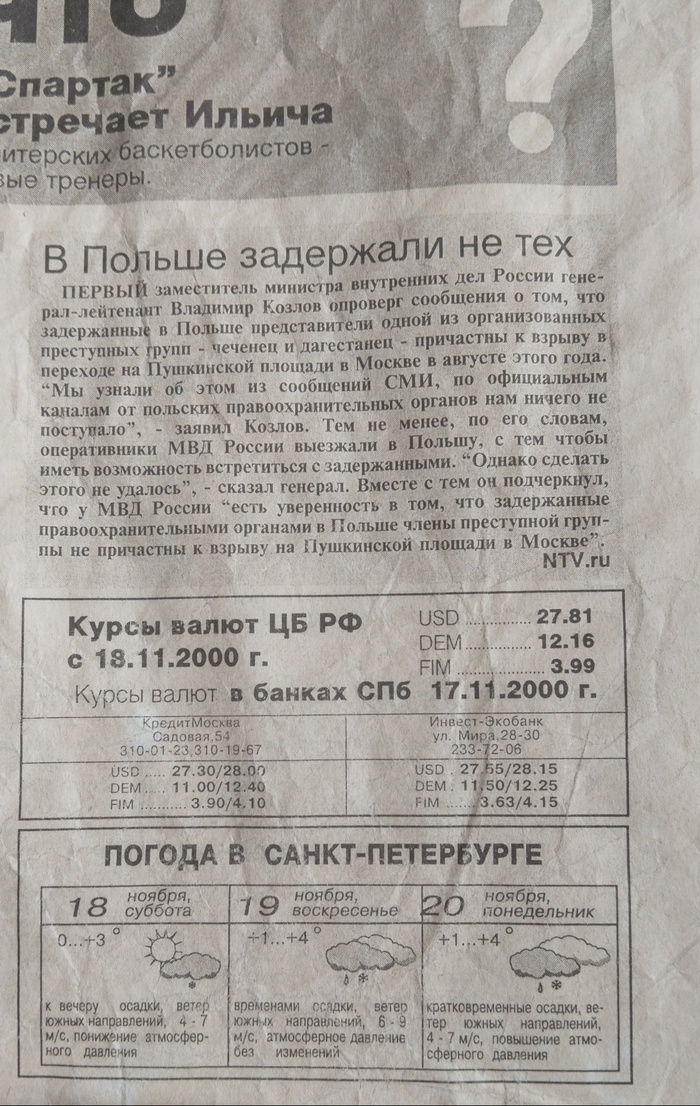 что
?
Спартак”
стречает Ильича
итерских баскетболистов -
вые тренеры.
В Польше задержали не тех
ПЕРВЫЙ заместитель министра внутренних дел России гене-
рал-лейтенант Владимир Козлов опроверг сообщения о том, что
задержанные в Польше представители одной из организованных
преступных групп - чеченец и дагестанец - причастны к взрыву в
переходе на Пушкинской площади в Москве в августе этого года.
“Мы узнали об этом из сообщений СМИ, по официальным
каналам от польских правоохранительных органов нам ничего не
поступало”, - заявил Козлов. Тем не менее, по его словам,
оперативники МВД России выезжали в Польшу, с тем чтобы
иметь возможность встретиться с задержанными. “Однако сделать
этого не удалось”, - сказал генерал. Вместе с тем он подчеркнул,
что у МВД России “есть уверенность в том, что задержанные
правоохранительными органами в Польше члены преступной груп-
пы не причастны к взрыву на Пушкинской площади в Москве”.
NTV.ru
Курсы валют ЦБ РФ
с 18.11.2000 г.
USD ............... 27.81
DEM ............... 12.16
FIM ............... 3.99
Курсы валют в банках СПб 17.11.2000 г.
КредитМосква
Садовая,54
310-01-23,310-19-67
USD ..... 27.30/28.00
DEM ..... 11.00/12.40
FIM ........... 3.90/4.10
Инвест-Экобанк
ул. Мира,28-30
233-72-06
USD . 27.55/28.15
DEM . 11.50/12.25
FIM ...... 3.63/4.15
ПОГОДА В САНКТ-ПЕТЕРБУРГЕ
18 ноября,
суббота
0...+3 °
к вечеру осадки, ветер
южных направлений, 4 - 7
м/с, понижение атмосфер-
ного давления
19 ноября,
воскресенье
+1...+4 °
временами осадки, ветер
южных направлений, 6 - 9
м/с, атмосферное давление
без изменений
20 ноября,
понедельник
+1...+4 °
кратковременные осадки, ве-
тер южных направлений,
4 - 7 м/с, повышение атмо-
сферного давления